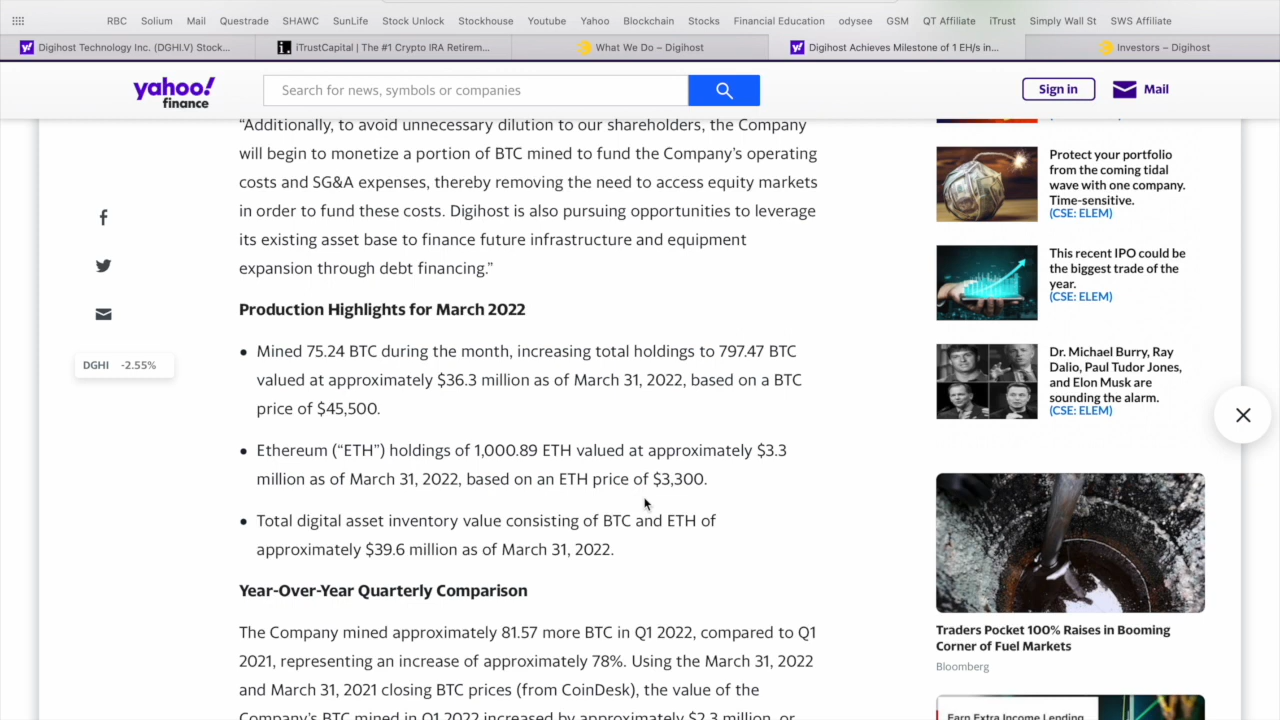 RBC Solium Mail Questrade SHAWC SunLife Stock Unlock Stockhouse Youtube Yahoo Blockchain Stocks Financial Education odysee GSM QT Affiliate iTrust Simply Wall St SWS Affiliate
Digihost Technology Inc. (DGHI.V) Stock... iTrustCapital | The #1 Crypto IRA Retirem... What We Do – Digihost Digihost Achieves Milestone of 1 EH/s in... Investors – Digihost
yahoo!
finance
Search for news, symbols or companies
Sign in
Mail
“Additionally, to avoid unnecessary dilution to our shareholders, the Company
will begin to monetize a portion of BTC mined to fund the Company’s operating
costs and SG&A expenses, thereby removing the need to access equity markets
in order to fund these costs. Digihost is also pursuing opportunities to leverage
its existing asset base to finance future infrastructure and equipment
expansion through debt financing.”
Production Highlights for March 2022
• Mined 75.24 BTC during the month, increasing total holdings to 797.47 BTC
valued at approximately $36.3 million as of March 31, 2022, based on a BTC
price of $45,500.
• Ethereum (“ETH”) holdings of 1,000.89 ETH valued at approximately $3.3
million as of March 31, 2022, based on an ETH price of $3,300.
• Total digital asset inventory value consisting of BTC and ETH of
approximately $39.6 million as of March 31, 2022.
Year-Over-Year Quarterly Comparison
The Company mined approximately 81.57 more BTC in Q1 2022, compared to Q1
2021, representing an increase of approximately 78%. Using the March 31, 2022
and March 31, 2021 closing BTC prices (from CoinDesk), the value of the
Company’s BTC mined in Q1 2022 increased by approximately $2.3 million, or
DGHI -2.55%
Protect your portfolio
from the coming tidal
wave with one company.
Time-sensitive.
(CSE: ELEM)
This recent IPO could be
the biggest trade of the
year.
(CSE: ELEM)
Dr. Michael Burry, Ray
Dalio, Paul Tudor Jones,
and Elon Musk are
sounding the alarm.
(CSE: ELEM)
Traders Pocket 100% Raises in Booming
Corner of Fuel Markets
Bloomberg
Earn Extra Income Lending